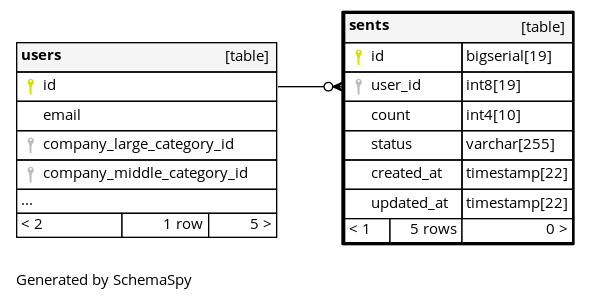 users [table]
id
email
company_large_category_id
company_middle_category_id
...
< 2 1 row 5 >
sents [table]
id bigserial[19]
user_id int8[19]
count int4[10]
status varchar[255]
created_at timestamp[22]
updated_at timestamp[22]
< 1 5 rows 0 >
Generated by SchemaSpy